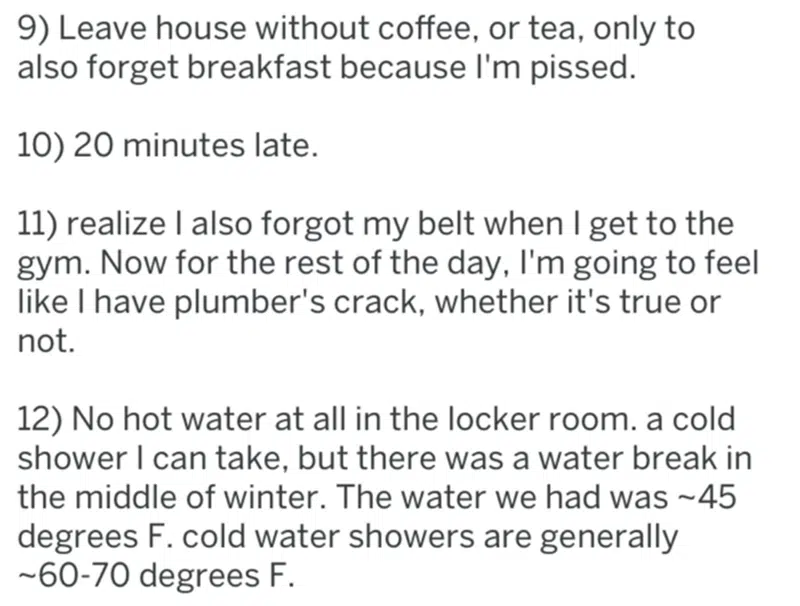 9) Leave house without coffee, or tea, only to
also forget breakfast because I'm pissed.
10) 20 minutes late.
11) realize I also forgot my belt when I get to the
gym. Now for the rest of the day, I'm going to feel
like I have plumber's crack, whether it's true or
not.
12) No hot water at all in the locker room. a cold
shower I can take, but there was a water break in
the middle of winter. The water we had was ~45
degrees F. cold water showers are generally
~60-70 degrees F.